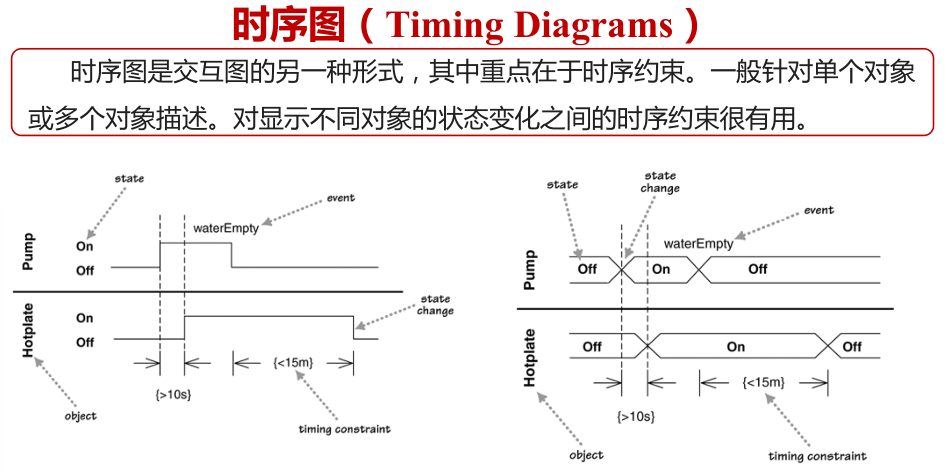 时序图（Timing Diagrams）
时序图是交互图的另一种形式，其中重点在于时序约束。一般针对单个对象
或多个对象描述。对显示不同对象的状态变化之间的时序约束很有用。
state
event
waterEmpty
Pump
On
Off
Hotplate
On
Off
state
change
{>10s}
{<15m}
object
timing constraint
state
state
change
event
waterEmpty
Pump
Off
On
Off
Hotplate
Off
On
Off
{<15m}
{>10s}
object
timing constraint